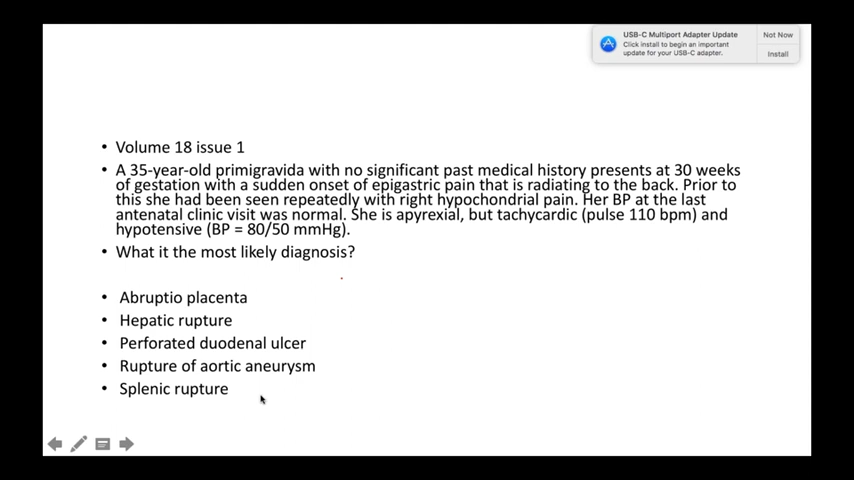 USB-C Multiport Adapter Update
Click install to begin an important
update for your USB-C adapter.
Not Now
Install
• Volume 18 issue 1
• A 35-year-old primigravida with no significant past medical history presents at 30 weeks
of gestation with a sudden onset of epigastric pain that is radiating to the back. Prior to
this she had been seen repeatedly with right hypochondrial pain. Her BP at the last
antenatal clinic visit was normal. She is apyrexial, but tachycardic (pulse 110 bpm) and
hypotensive (BP = 80/50 mmHg).
• What it the most likely diagnosis?
• Abruptio placenta
• Hepatic rupture
• Perforated duodenal ulcer
• Rupture of aortic aneurysm
• Splenic rupture